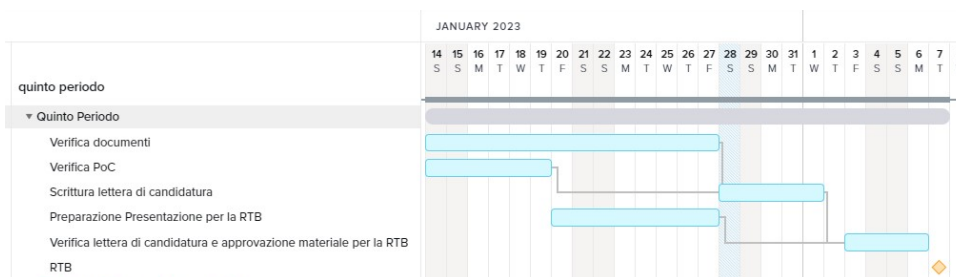 JANUARY 2023
14 15 16 17 18 19 20 21 22 23 24 25 26 27 28 29 30 31 1 2 3 4 5 6 7
S S M T W T F S S M T W T F S S M T W T F S S M T
quinto periodo
Quinto Periodo
Verifica documenti
Verifica PoC
Scrittura lettera di candidatura
Preparazione Presentazione per la RTB
Verifica lettera di candidatura e approvazione materiale per la RTB
RTB